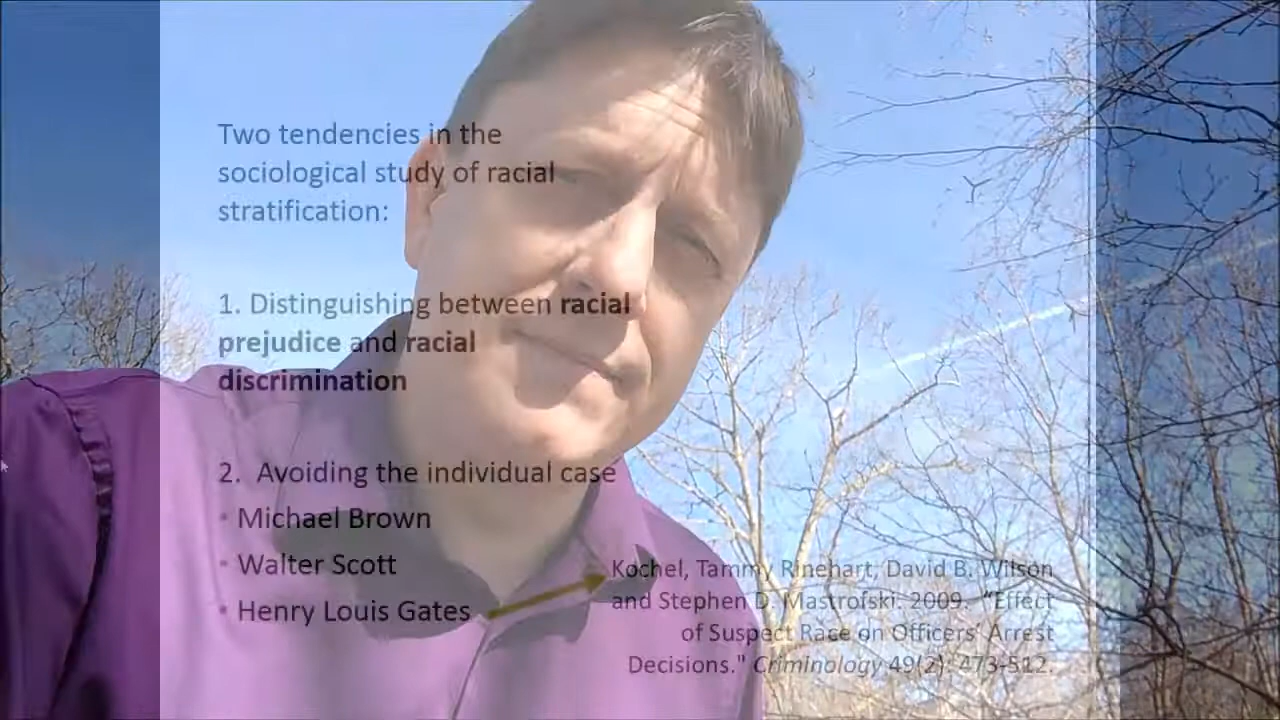 Two tendencies in the
sociological study of racial
stratification:
1. Distinguishing between racial
prejudice and racial
discrimination
2. Avoiding the individual case
• Michael Brown
• Walter Scott
• Henry Louis Gates
Kochel, Tammy Rinehart, David B. Wilson
and Stephen D. Mastrofski. 2009. "Effect
of Suspect Race on Officers' Arrest
Decisions." Criminology 49(2): 473-512.